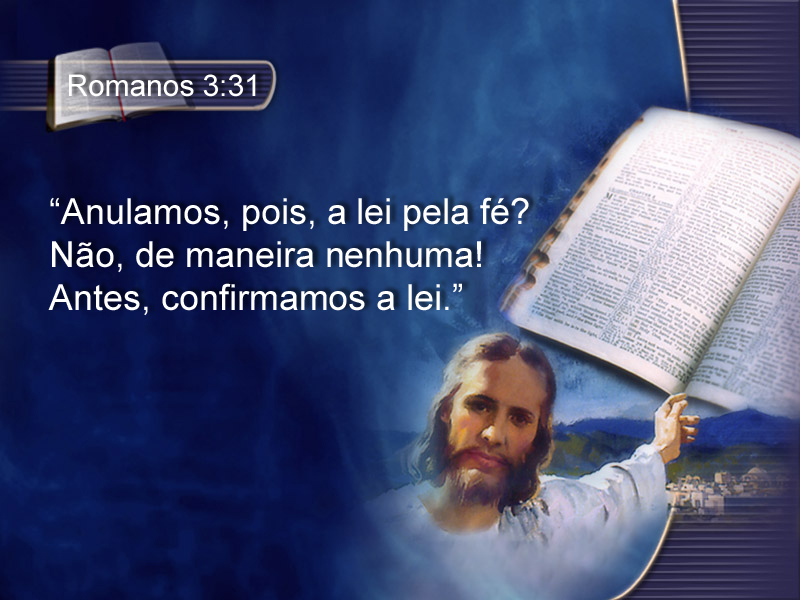 Romanos 3:31
“Anulamos, pois, a lei pela fé?
Não, de maneira nenhuma!
Antes, confirmamos a lei.”